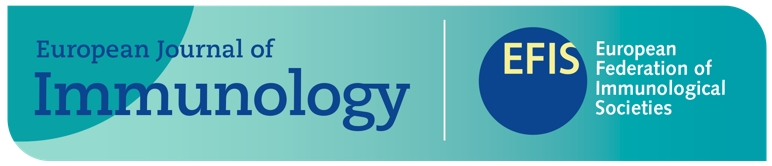 European Journal of
Immunology
EFIS
European
Federation of
Immunological
Societies